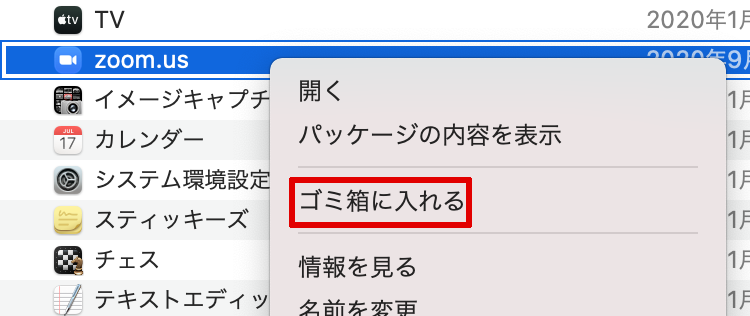 TV 2020年1月
zoom.us 2020年9月
イメージキャプチ 1月
開く
カレンダー 1月
パッケージの内容を表示
システム環境設定 1月
ゴミ箱に入れる
スティッキーズ 1月
チェス 1月
情報を見る
テキストエディッ 1月
名前を変更